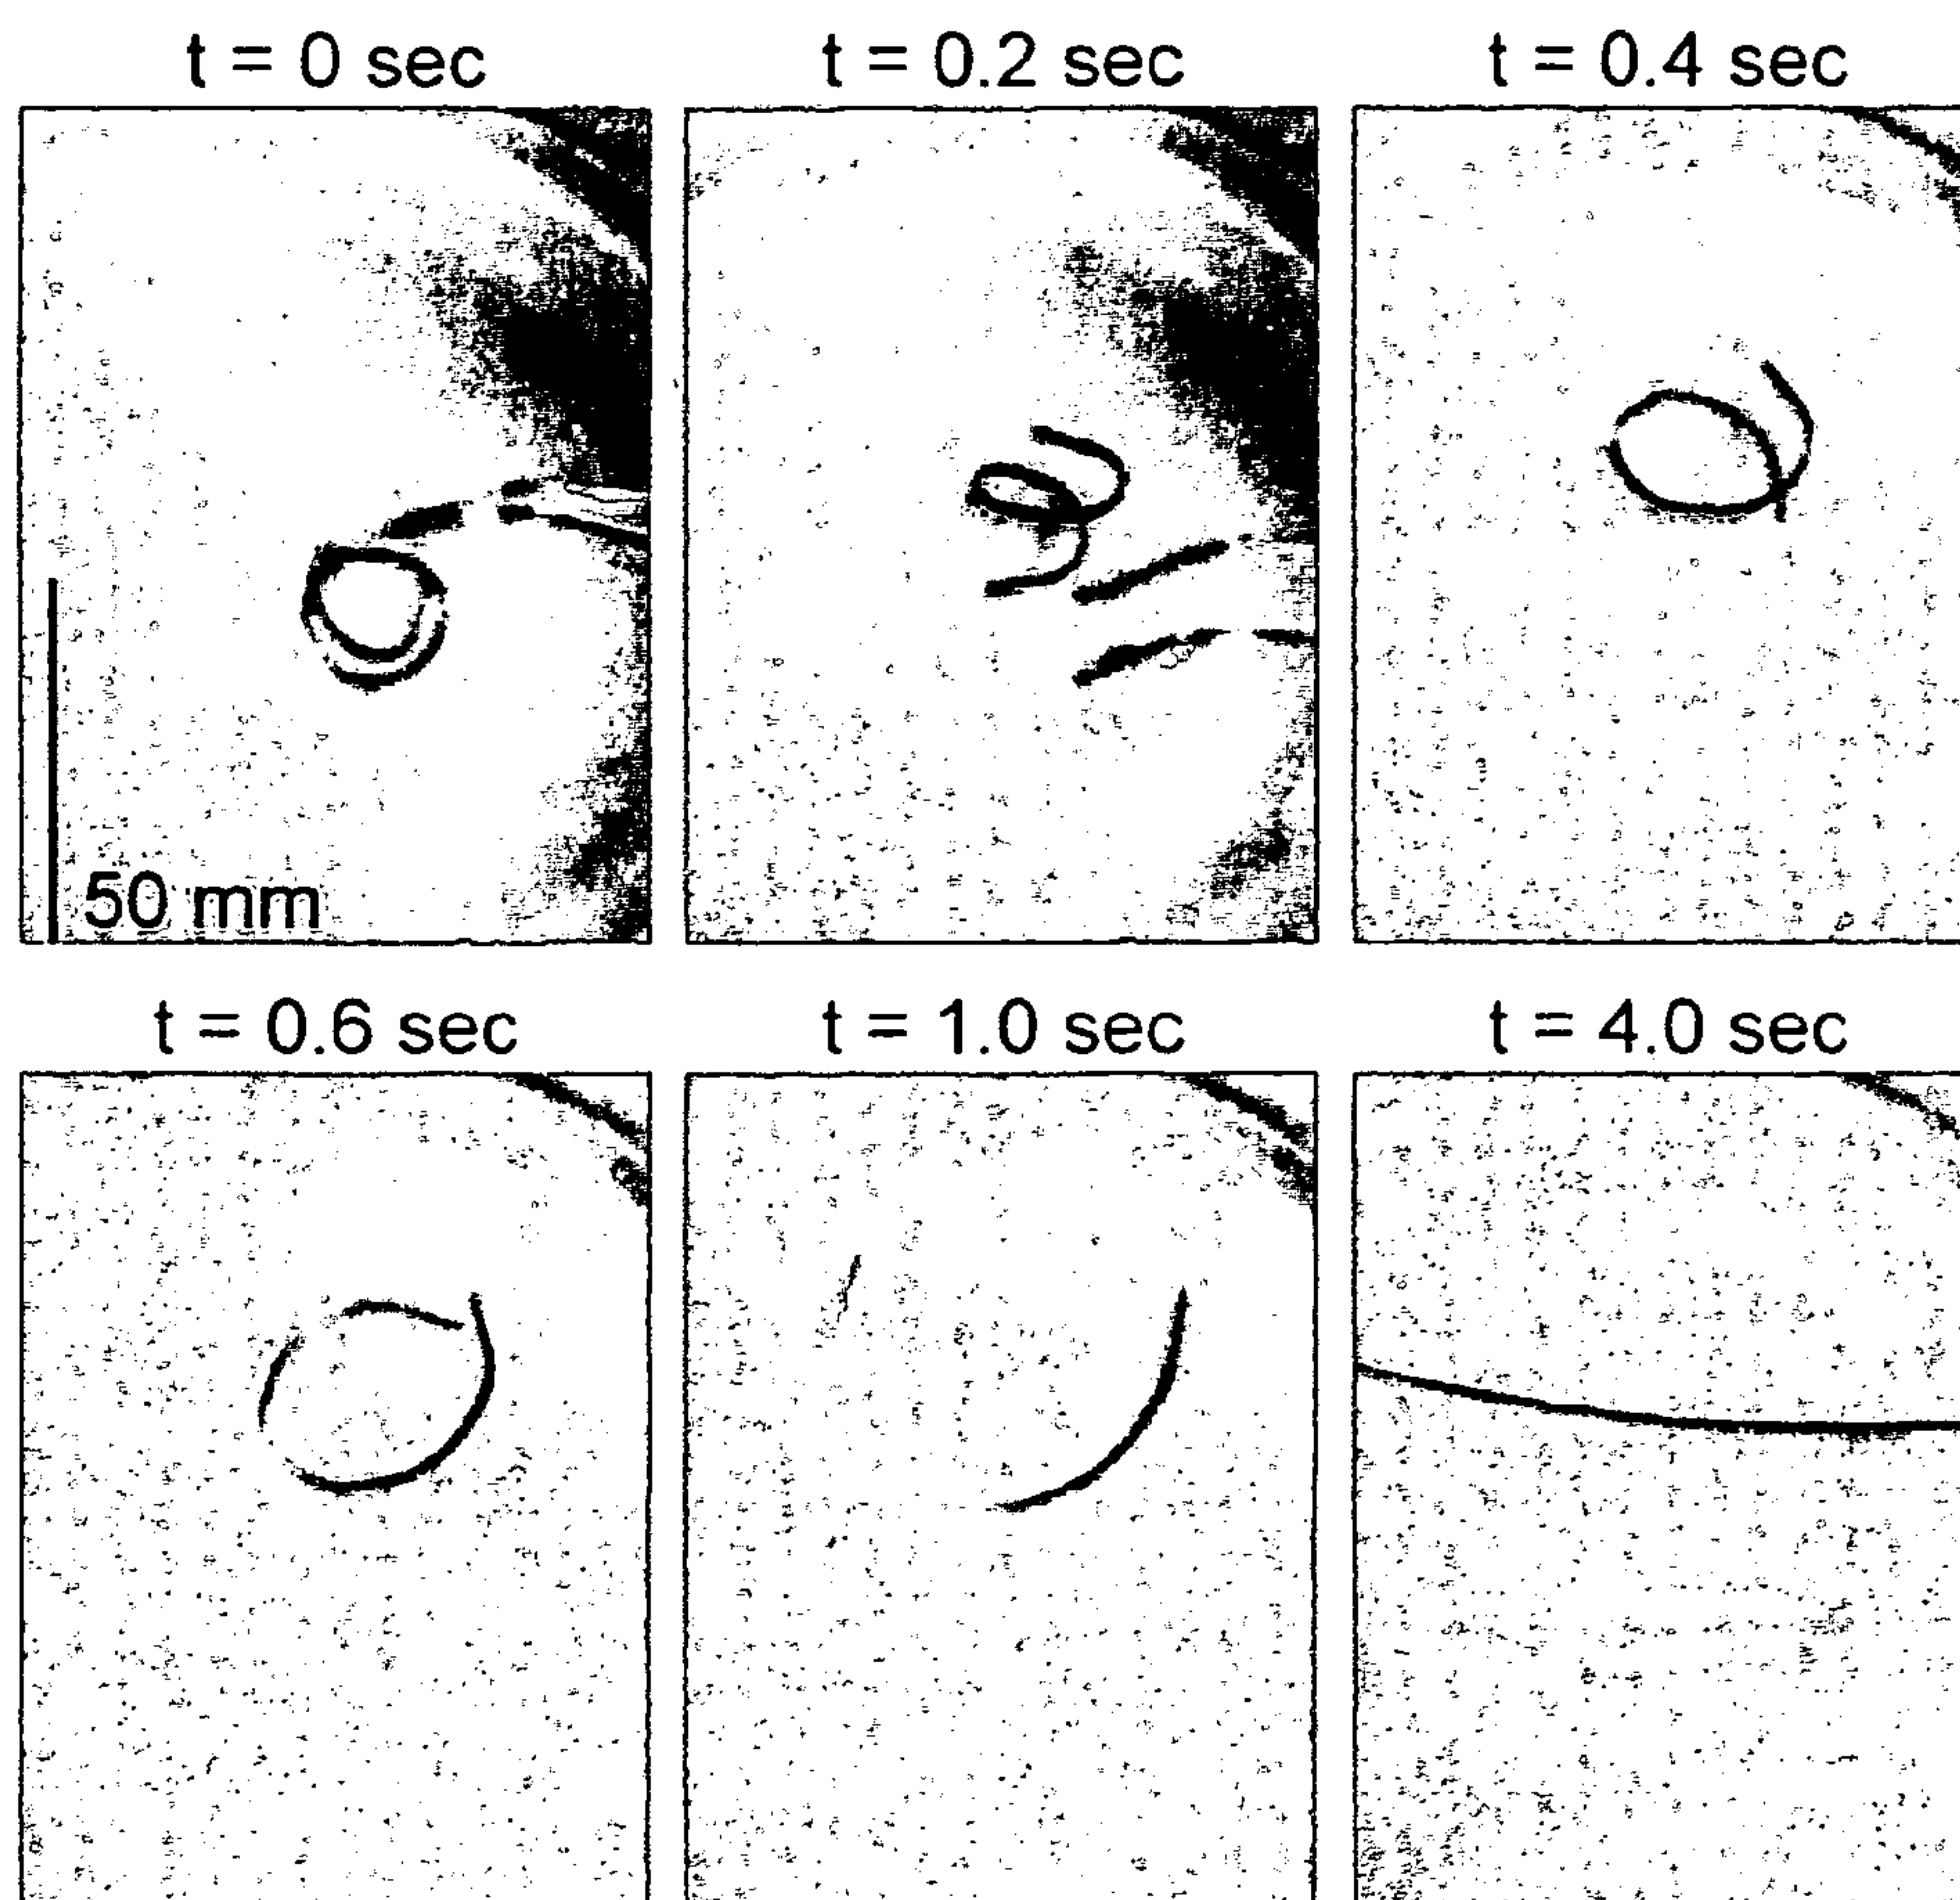 t = 0 sec
t = 0.2 sec
t = 0.4 sec
50 mm
t = 0.6 sec
t = 1.0 sec
t = 4.0 sec